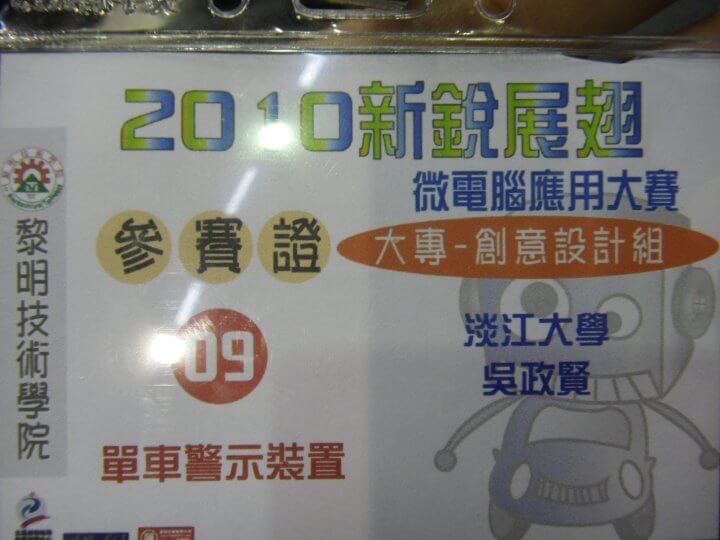 2010新銳展翅
微電腦應用大賽
參賽證
大專-創意設計組
09
淡江大學
吳政賢
單車警示裝置
黎明技術學院